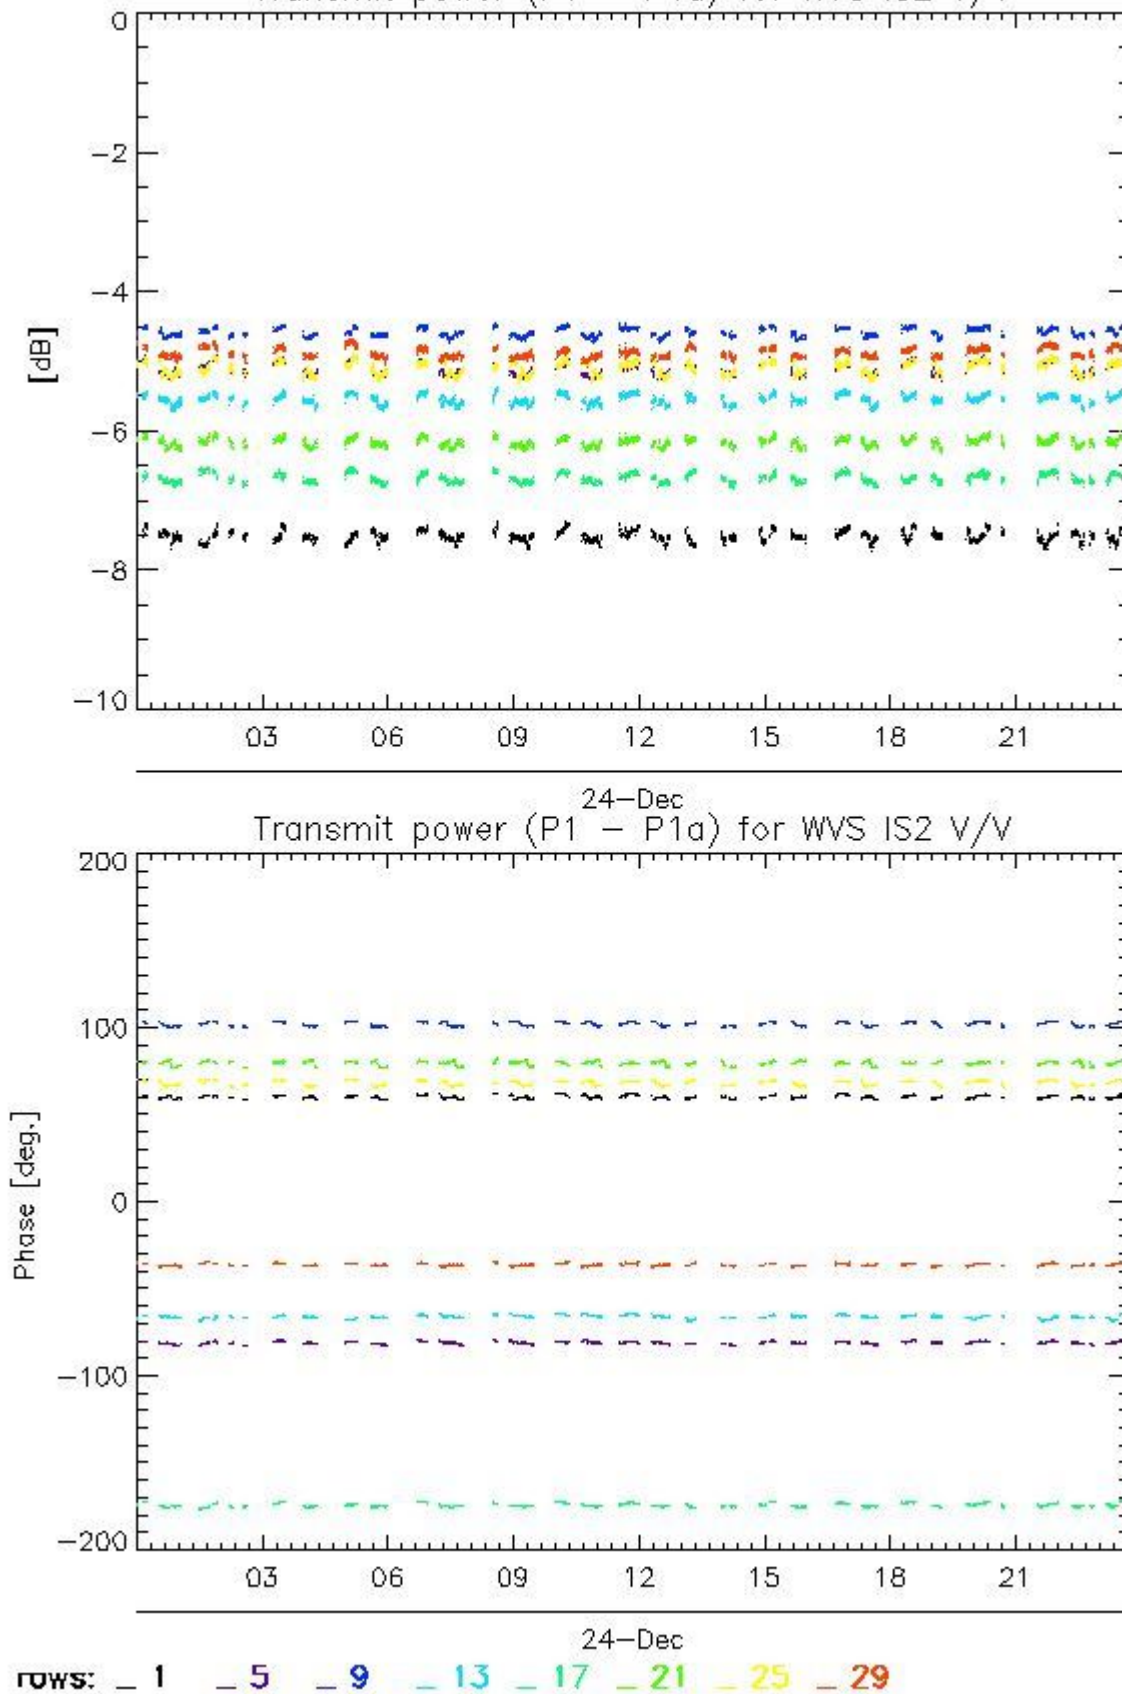 0
−2
−4
[dB]
−6
−8
−10
03 06 09 12 15 18 21
24−Dec
Transmit power (P1 − P1a) for WVS IS2 V/V
200
100
Phase [deg.]
0
−100
−200
03 06 09 12 15 18 21
24−Dec
rows: _ 1 _ 5 _ 9 _ 13 _ 17 _ 21 _ 25 _ 29